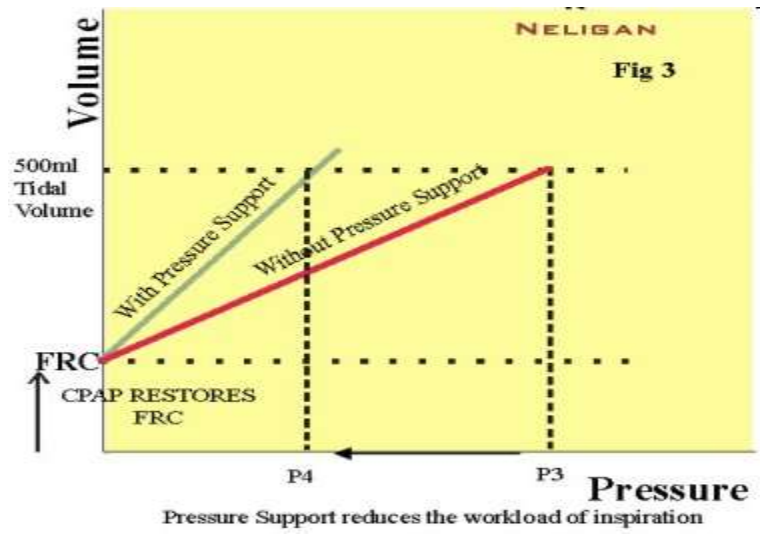 NELIGAN
Fig 3
Volume
500ml
Tidal
Volume
With Pressure Support
Without Pressure Support
FRC
CPAP RESTORES
FRC
P4
P3
Pressure
Pressure Support reduces the workload of inspiration